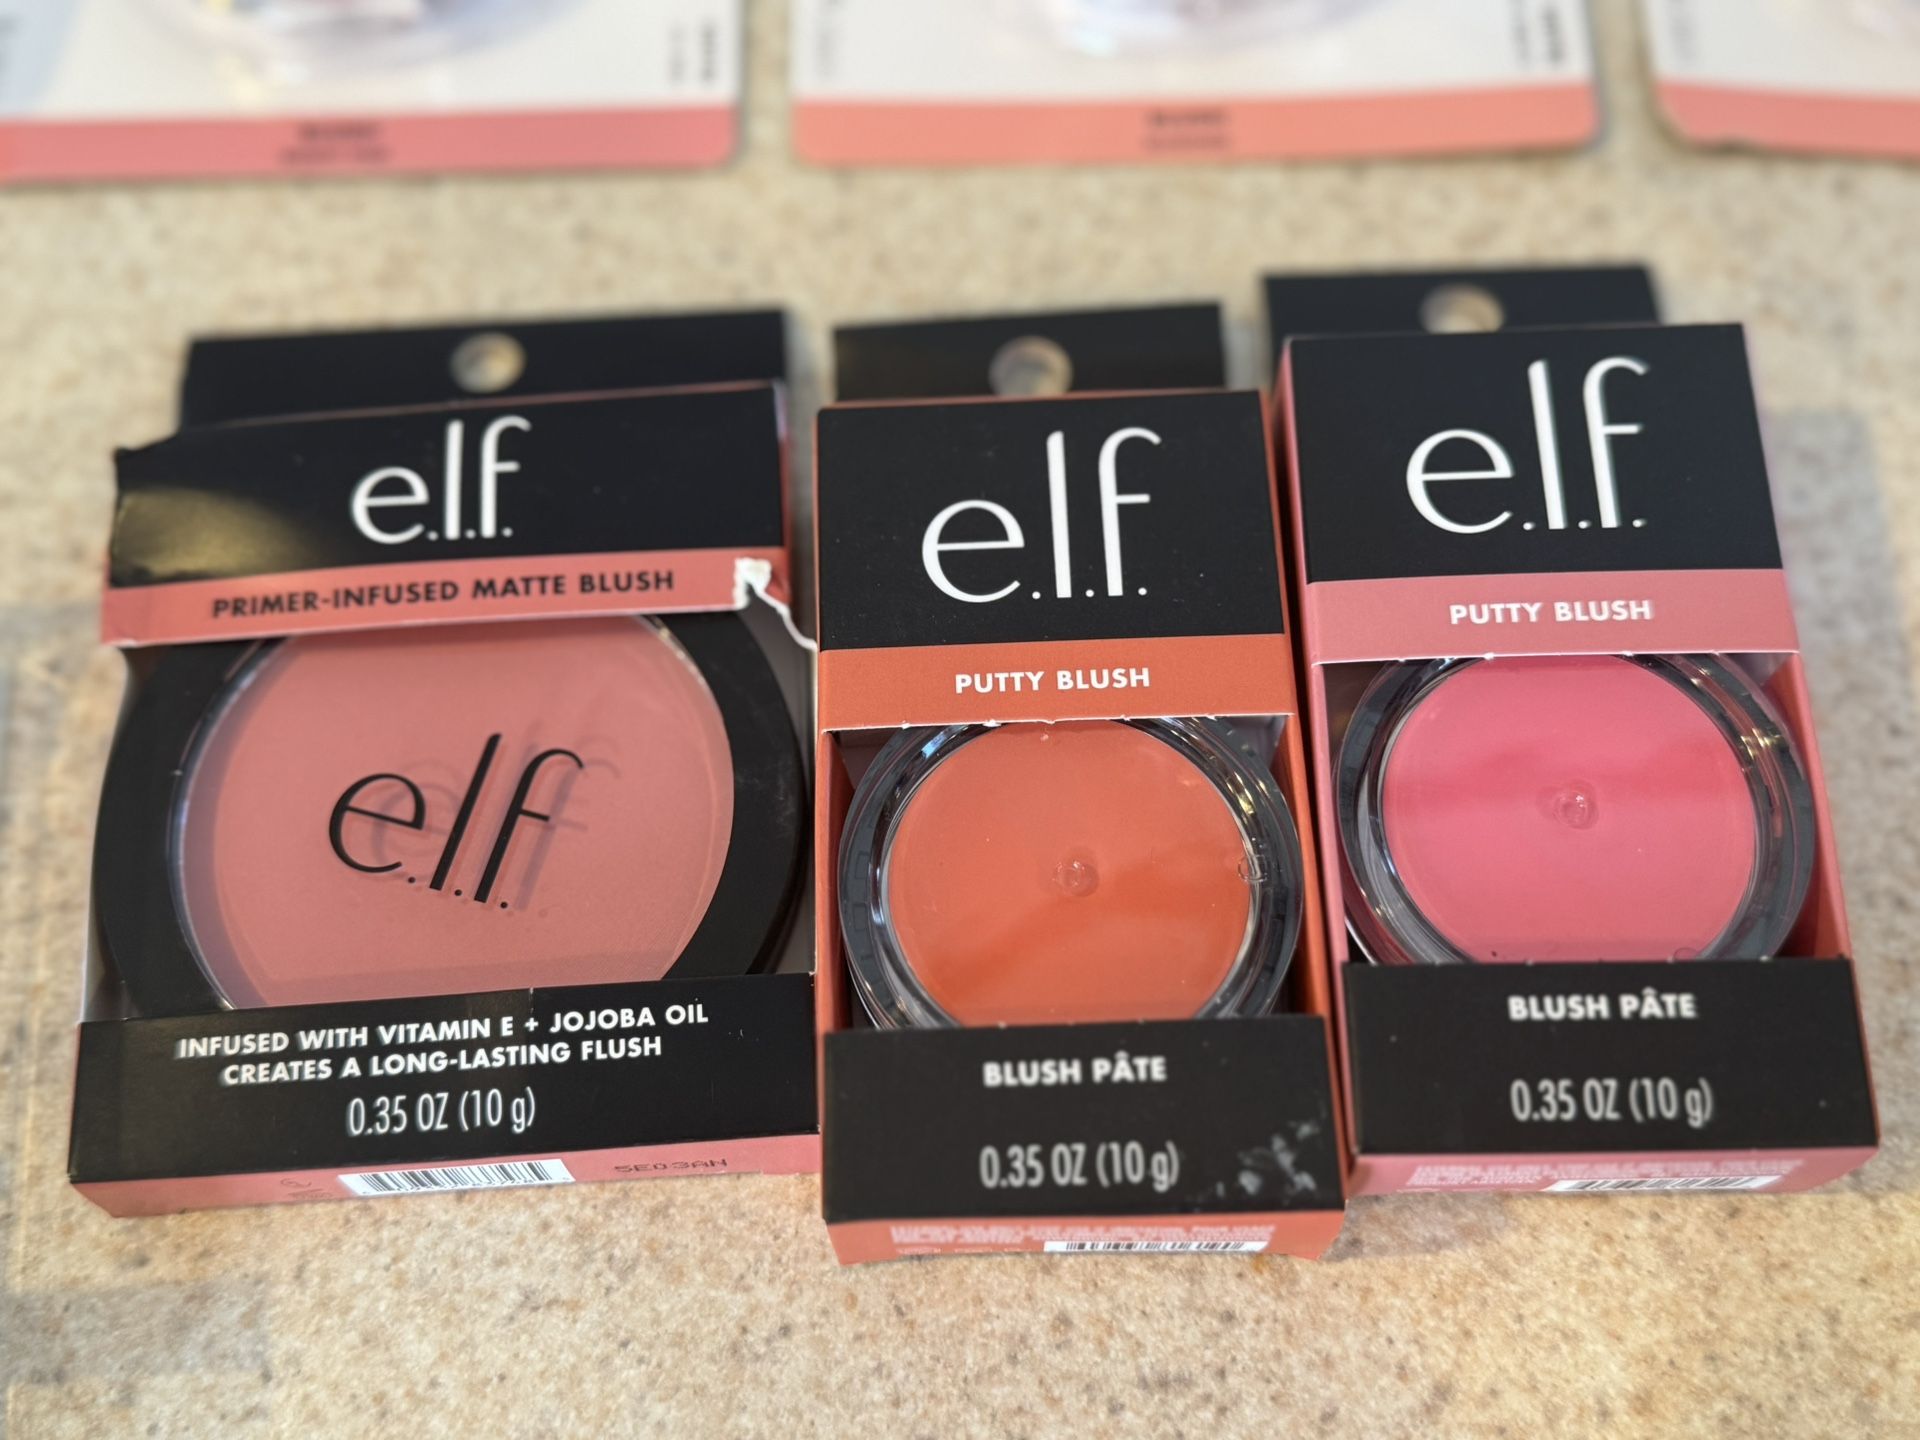 e.l.f.
PRIMER-INFUSED MATTE BLUSH
e.l.f.
INFUSED WITH VITAMIN E + JOJOBA OIL
CREATES A LONG-LASTING FLUSH
0.35 OZ (10 g)
5E03AN
e.l.f.
PUTTY BLUSH
BLUSH PÂTE
0.35 OZ (10 g)
e.l.f.
PUTTY BLUSH
BLUSH PÂTE
0.35 OZ (10 g)